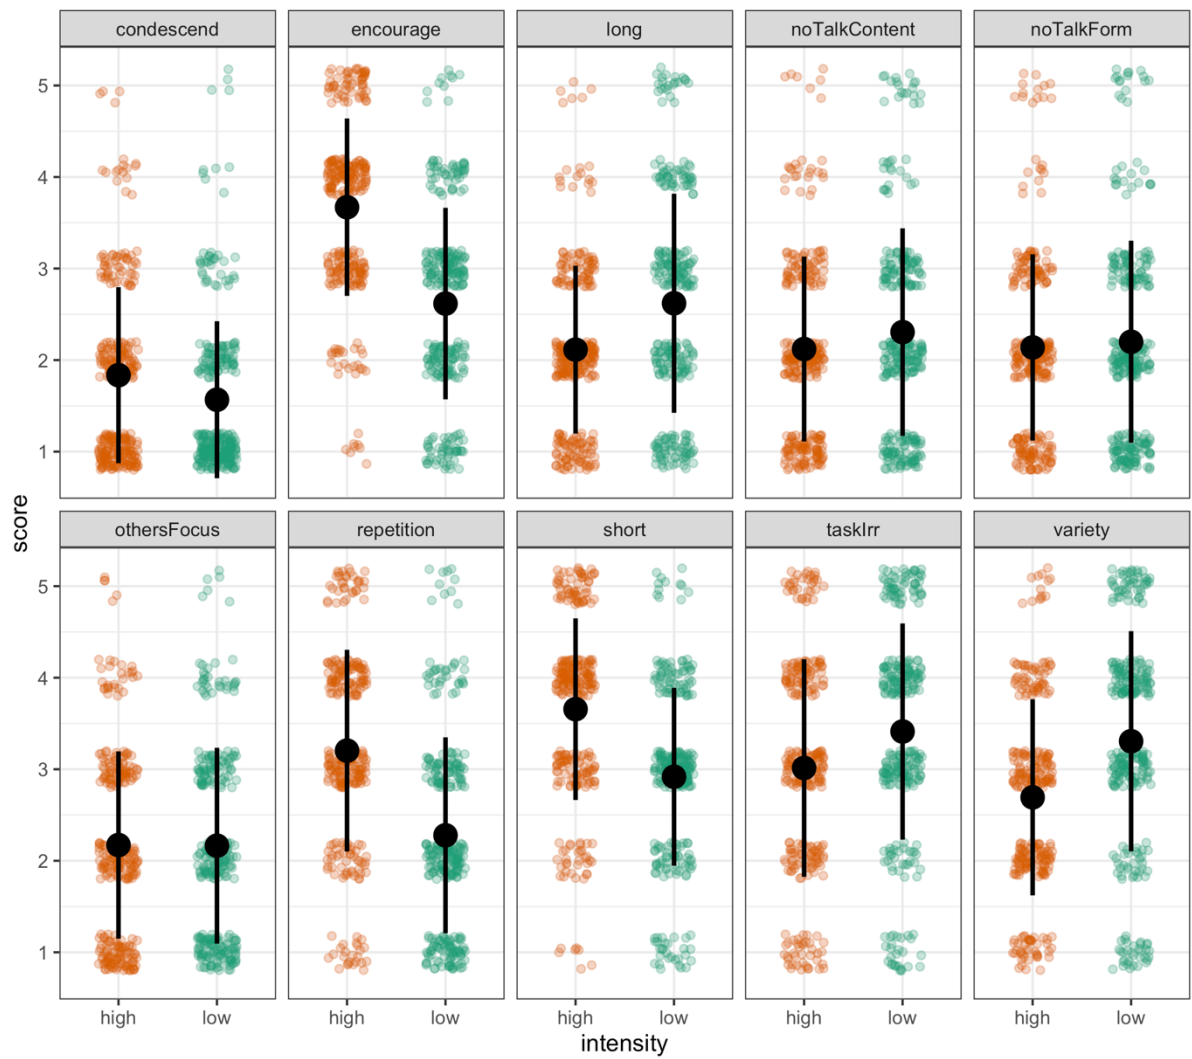 condescend encourage long noTalkContent noTalkForm
5
4
3
2
1
score
othersFocus repetition short taskIrr variety
5
4
3
2
1
high low high low high low high low high low
intensity